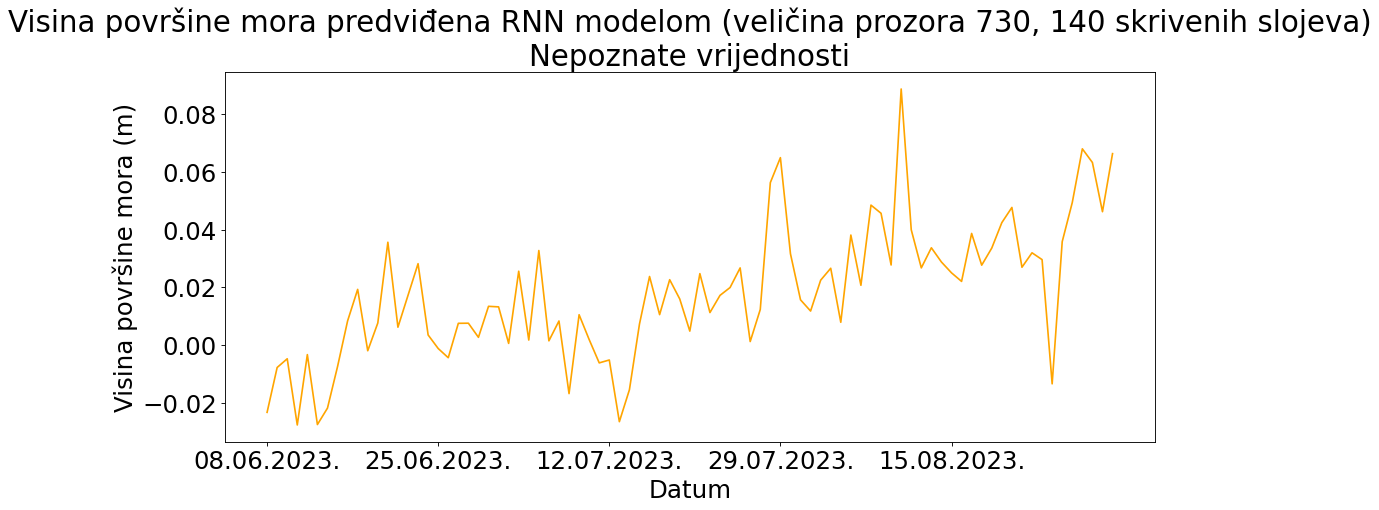 Visina površine mora predviđena RNN modelom (veličina prozora 730, 140 skrivenih slojeva)
Nepoznate vrijednosti
Visina površine mora (m)
0.08
0.06
0.04
0.02
0.00
−0.02
08.06.2023. 25.06.2023. 12.07.2023. 29.07.2023. 15.08.2023.
Datum